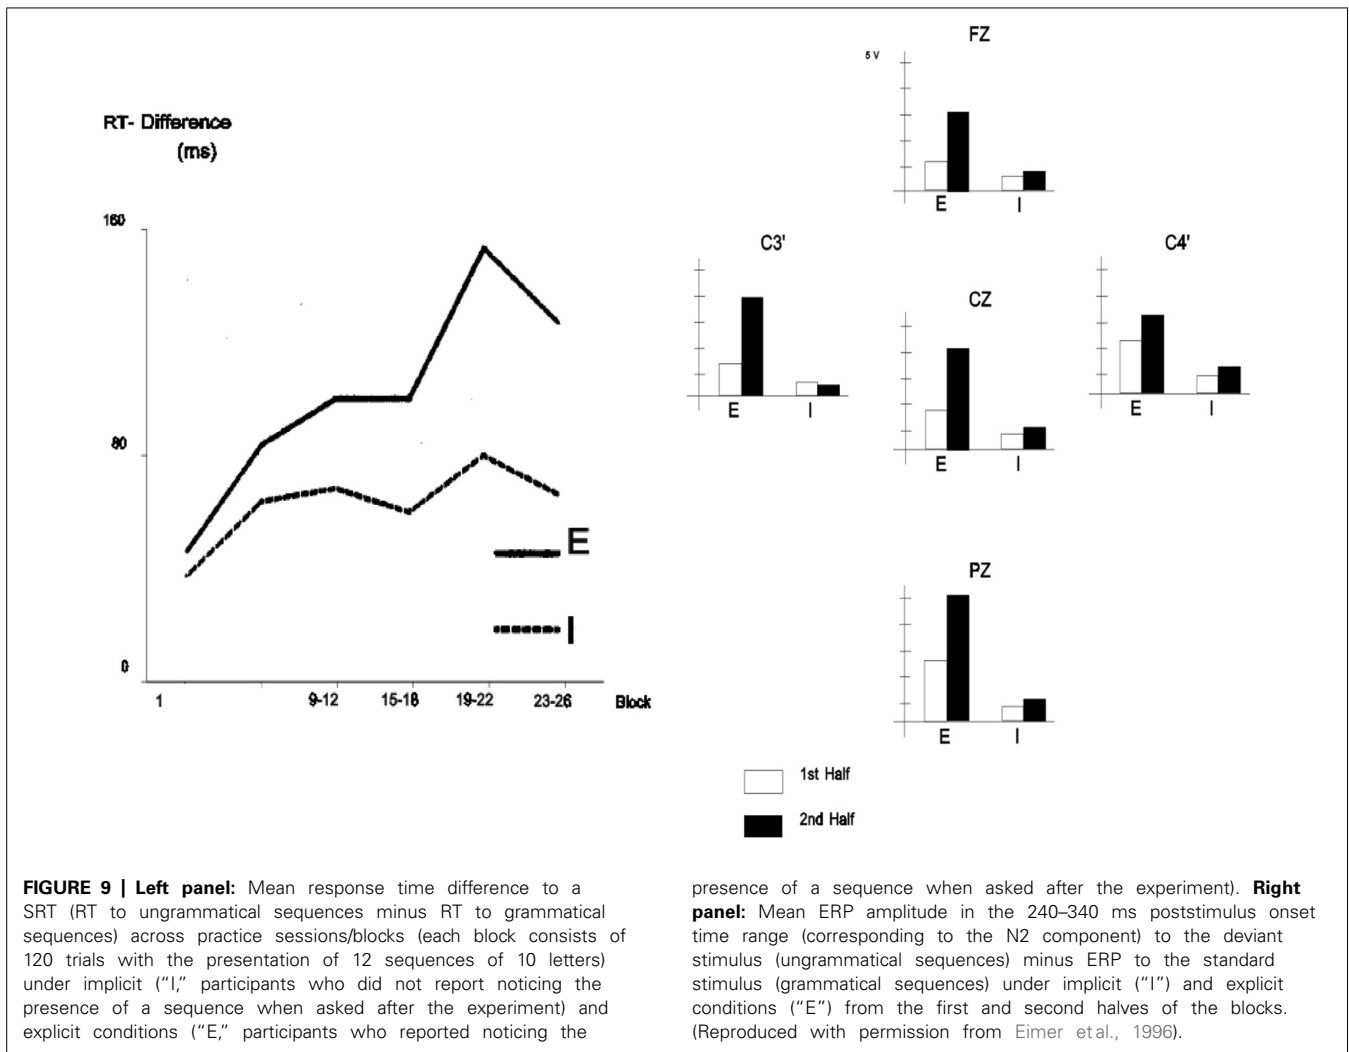 RT- Difference
(ms)
160
80
0
1
9-12
15-18
19-22
23-26
Block
E
I
FZ
5 V
E
I
C3'
E
I
CZ
E
I
C4'
E
I
PZ
E
I
1st Half
2nd Half
FIGURE 9 | Left panel: Mean response time difference to a
SRT (RT to ungrammatical sequences minus RT to grammatical
sequences) across practice sessions/blocks (each block consists of
120 trials with the presentation of 12 sequences of 10 letters)
under implicit (“I,” participants who did not report noticing the
presence of a sequence when asked after the experiment) and
explicit conditions (“E,” participants who reported noticing the
presence of a sequence when asked after the experiment). Right
panel: Mean ERP amplitude in the 240–340 ms poststimulus onset
time range (corresponding to the N2 component) to the deviant
stimulus (ungrammatical sequences) minus ERP to the standard
stimulus (grammatical sequences) under implicit (“I”) and explicit
conditions (“E”) from the first and second halves of the blocks.
(Reproduced with permission from Eimer et al., 1996).